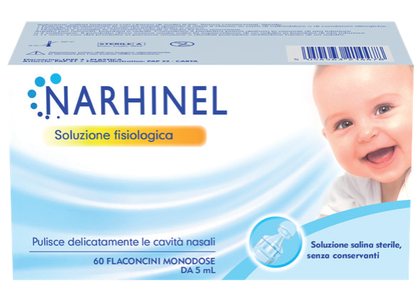 STERILE A
NARHINEL
Soluzione fisiologica
Pulisce delicatamente le cavità nasali
60 FLACONCINI MONODOSE
DA 5 mL
Soluzione salina sterile,
senza conservanti